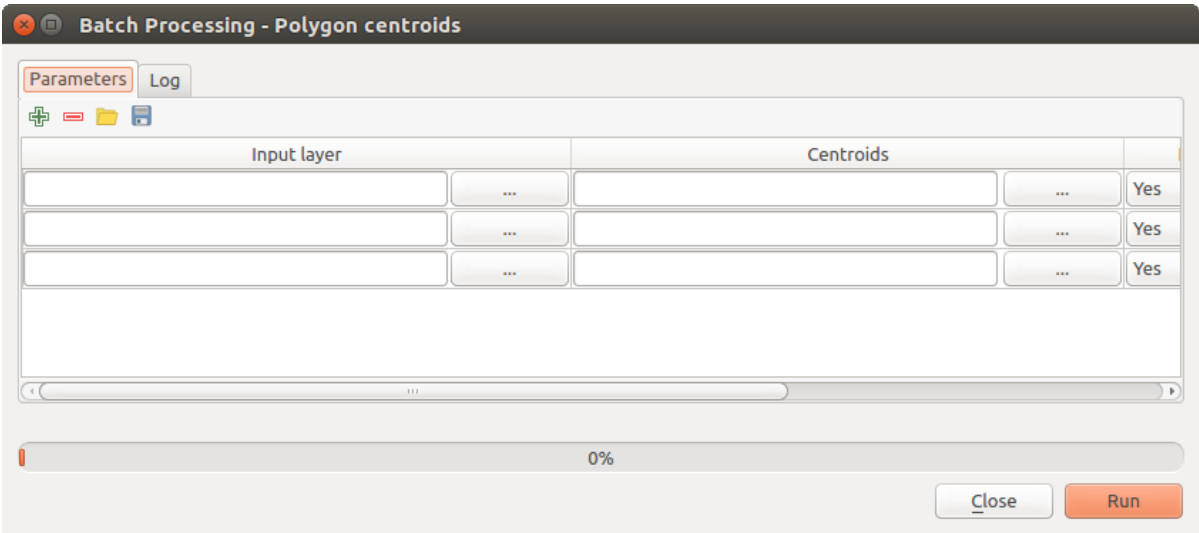 Batch Processing - Polygon centroids
Parameters Log
Input layer Centroids
... ... Yes
... ... Yes
... ... Yes
0%
Close Run